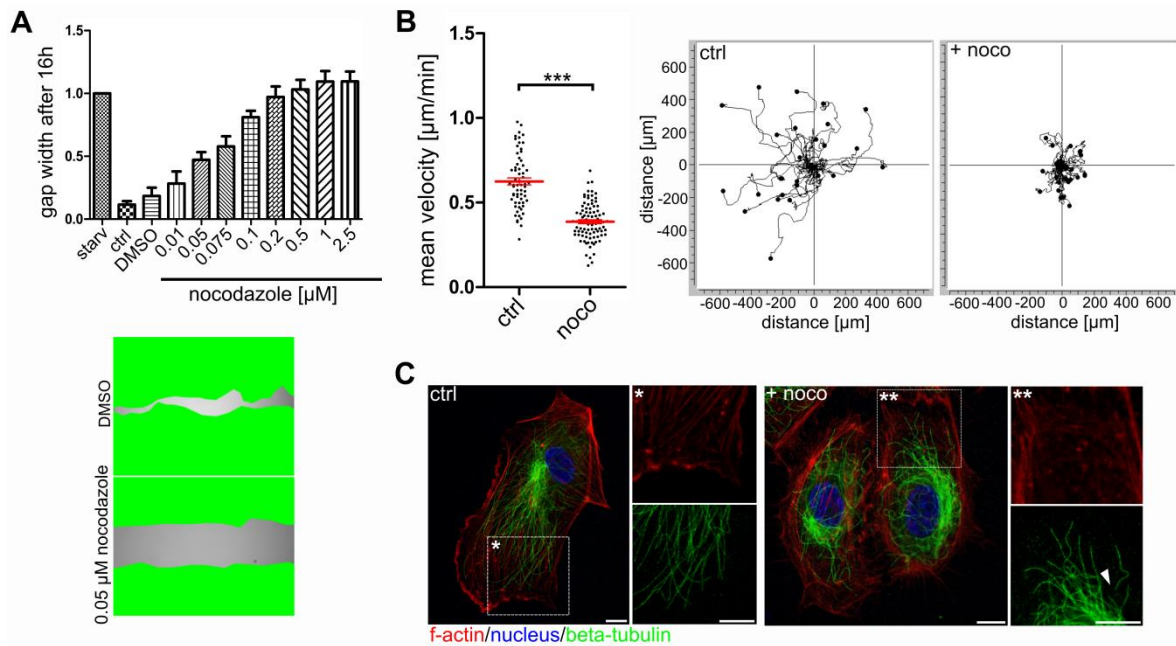 A
gap width after 16h
1.5
1.0
0.5
0.0
starv
ctrl
DMSO
0.01
0.05
0.075
0.1
0.2
0.5
1
2.5
nocodazole [µM]
DMSO
0.05 µM nocodazole
B
mean velocity [µm/min]
1.5
1.0
0.5
0.0
***
ctrl
noco
ctrl
distance [µm]
600
400
200
0
-200
-400
-600
-600 -400 -200 0 200 400 600
distance [µm]
+ noco
-600 -400 -200 0 200 400 600
distance [µm]
C
ctrl
*
*
+ noco
**
**
f-actin/nucleus/beta-tubulin